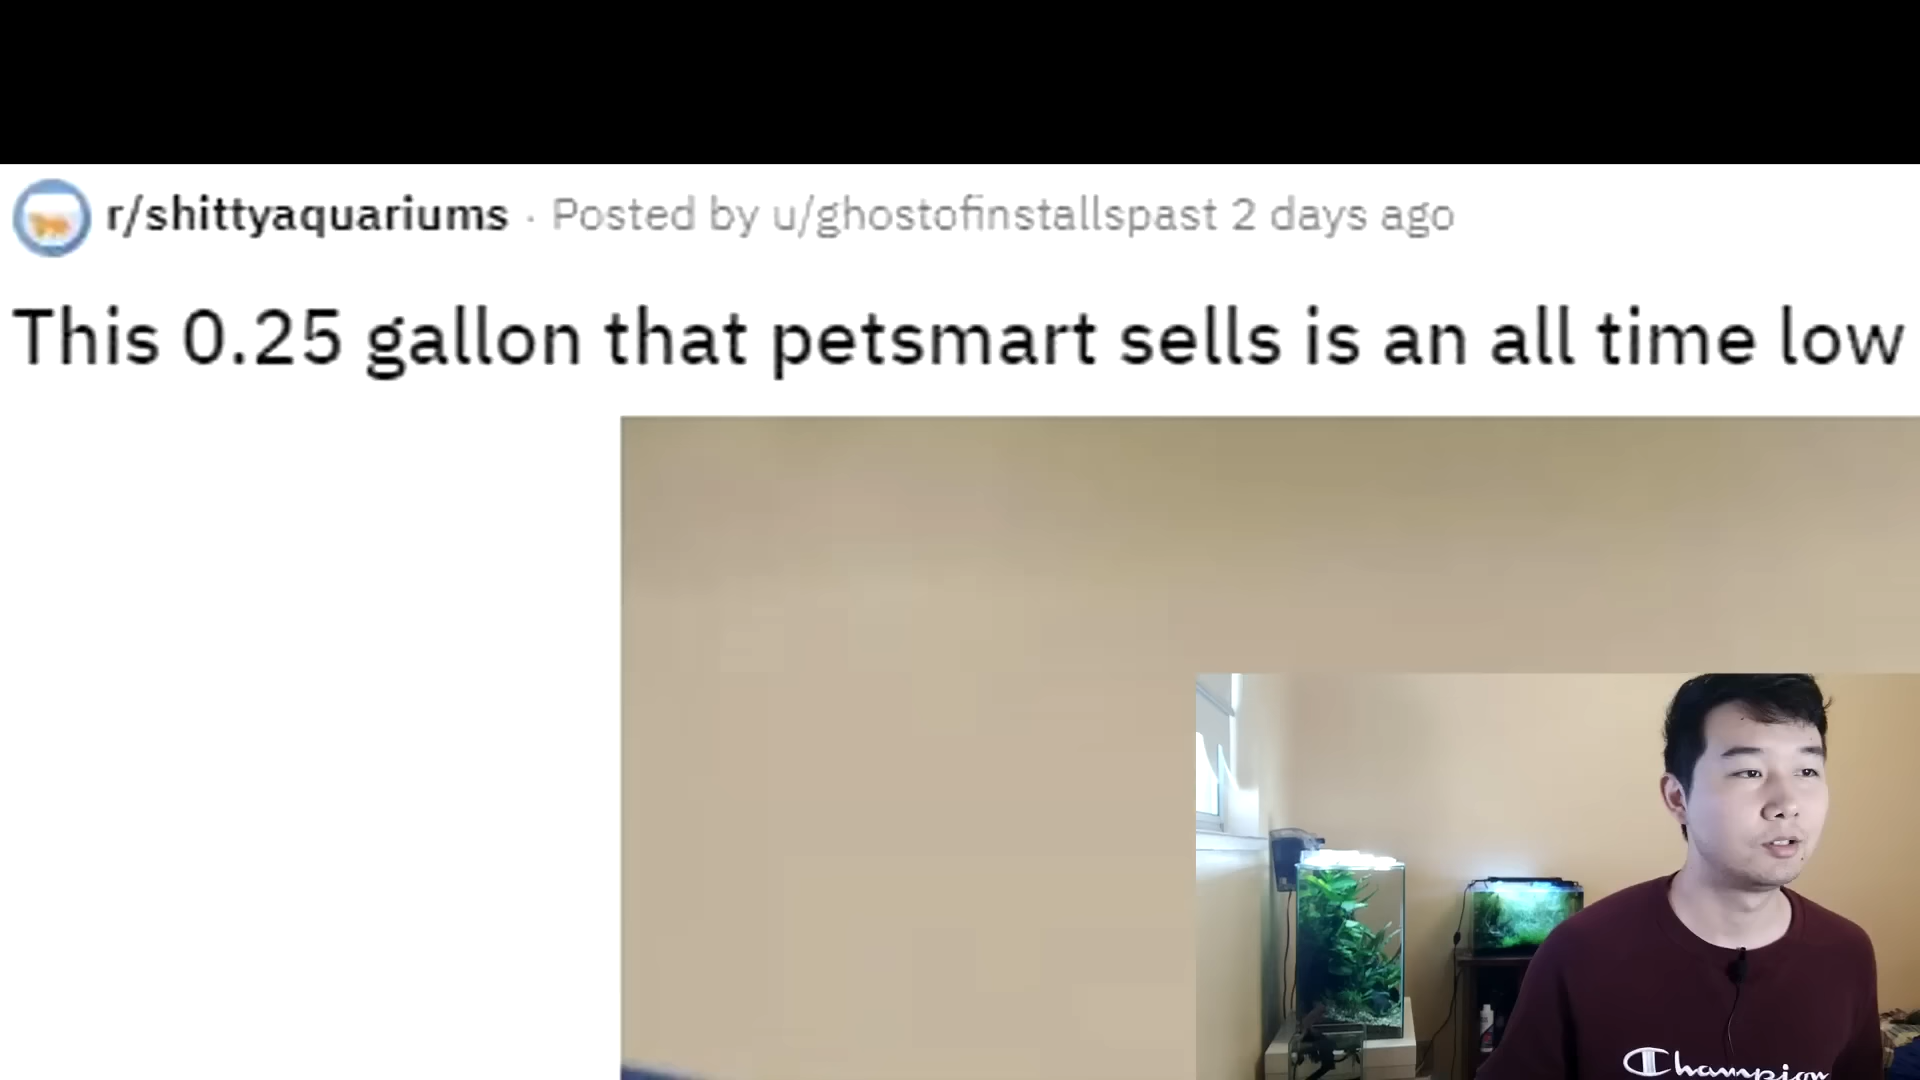 r/shittyaquariums · Posted by u/ghostofinstallspast 2 days ago
This 0.25 gallon that petsmart sells is an all time low
Champion